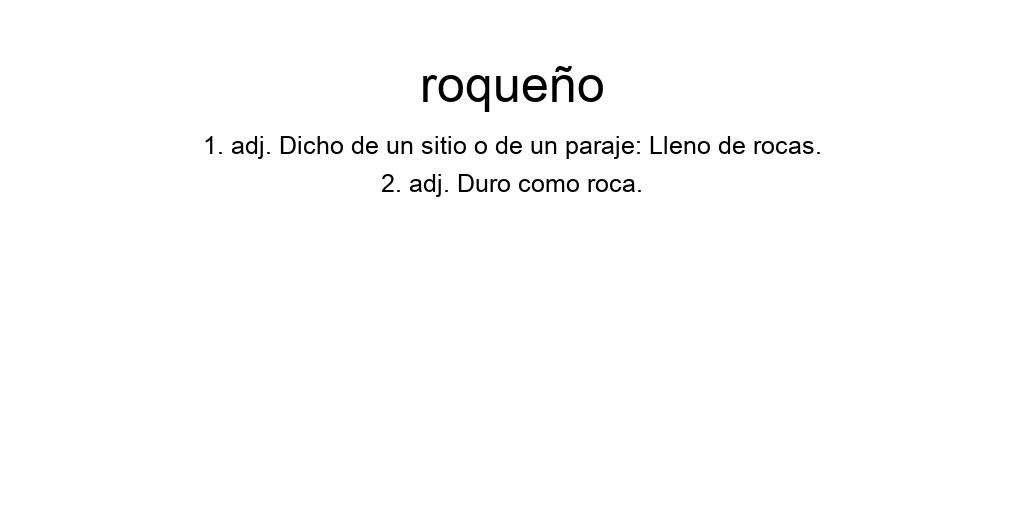 roqueño
1. adj. Dicho de un sitio o de un paraje: Lleno de rocas.
2. adj. Duro como roca.